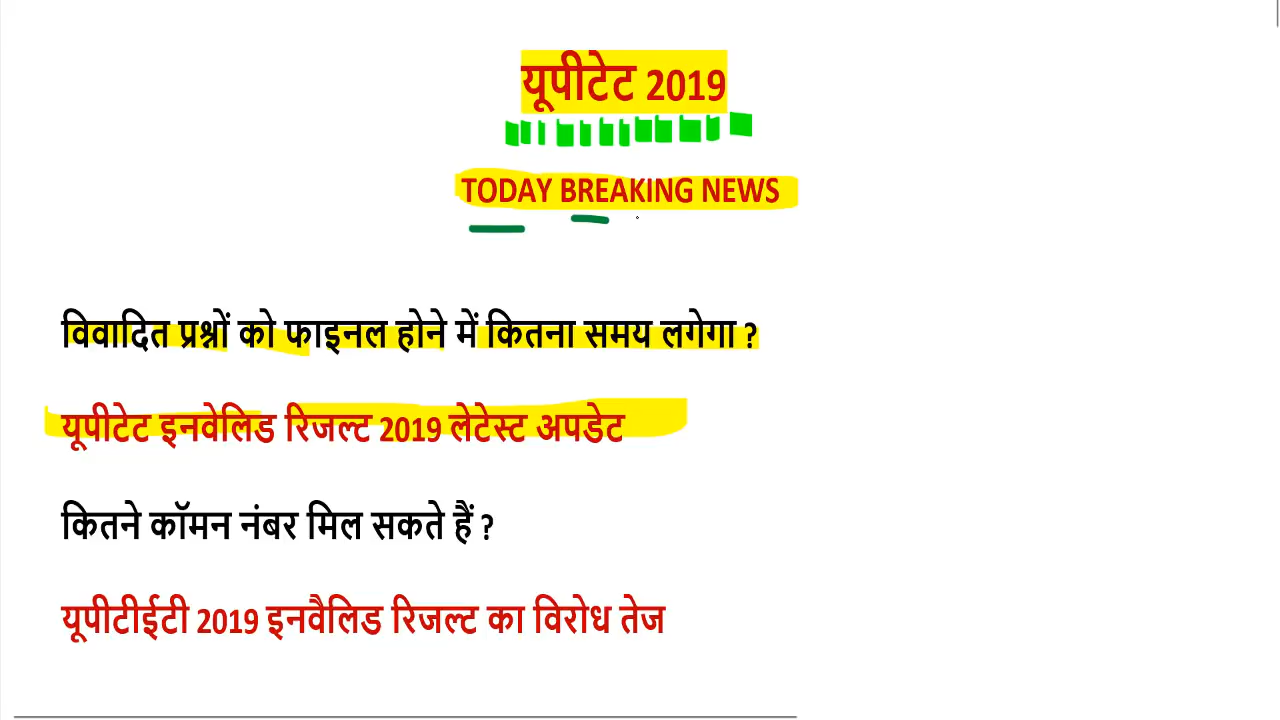 यूपीटेट 2019
TODAY BREAKING NEWS
विवादित प्रश्नों को फाइनल होने में कितना समय लगेगा ?
यूपीटेट इनवेलिड रिजल्ट 2019 लेटेस्ट अपडेट
कितने कॉमन नंबर मिल सकते हैं ?
यूपीटीईटी 2019 इनवैलिड रिजल्ट का विरोध तेज